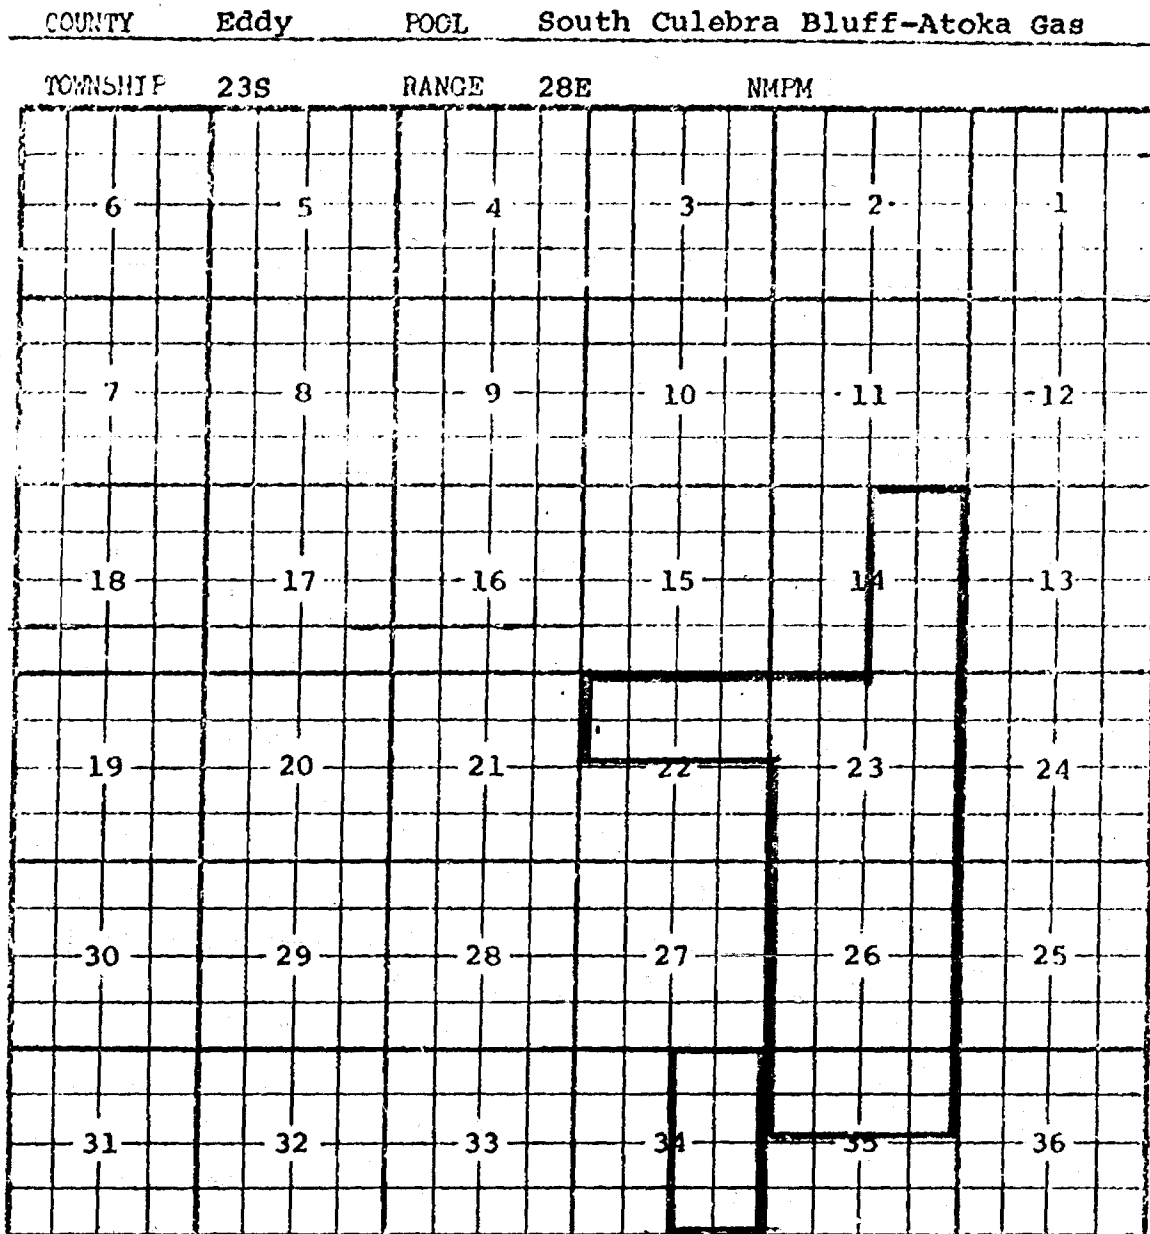 COUNTY Eddy POOL South Culebra Bluff-Atoka Gas
TOWNSHIP 23S RANGE 28E NMPM
6 5 4 3 2 1
7 8 9 10 11 12
18 17 16 15 14 13
19 20 21 22 23 24
30 29 28 27 26 25
31 32 33 34 35 36